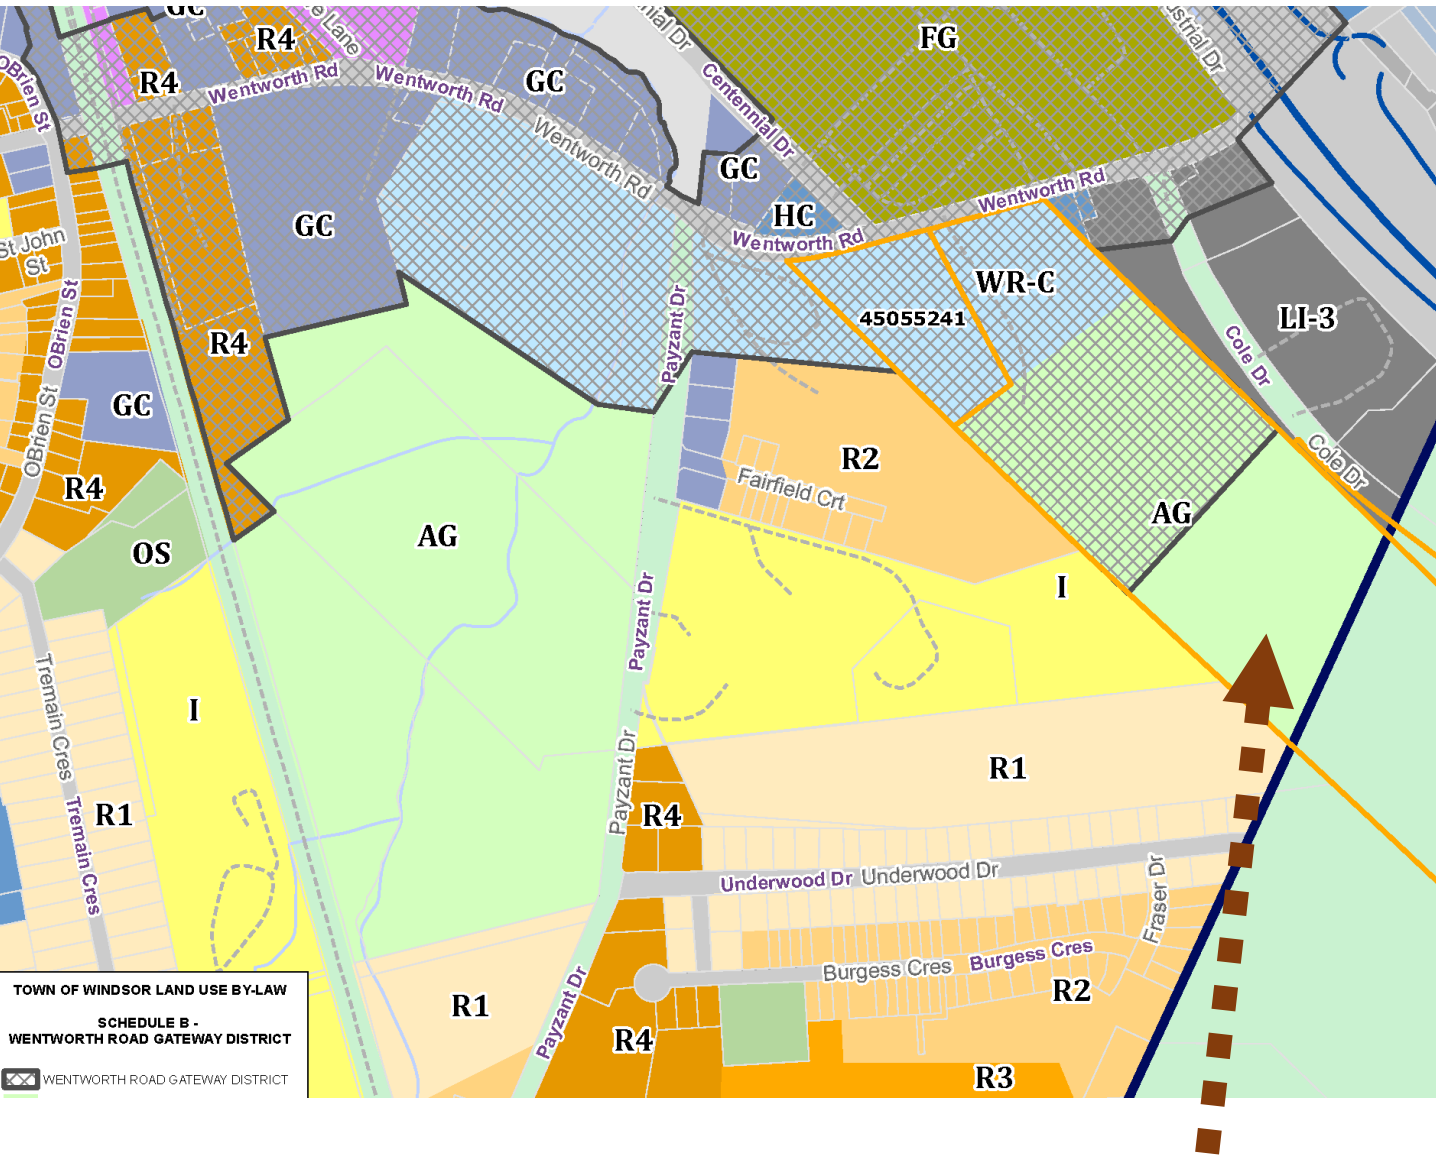 GC
R4
FG
R4
GC
OBrien St
Wentworth Rd
Wentworth Rd
Centennial Dr
Wentworth Rd
GC
HC
Wentworth Rd
Wentworth Rd
GC
St John
St
WR-C
45055241
LI-3
OBrien St
R4
Payzant Dr
Cole Dr
GC
OBrien St
R4
R2
Fairfield Crt
Cole Dr
AG
AG
OS
I
Payzant Dr
Tremain Cres
I
R1
Payzant Dr
R1
R4
Tremain Cres
Underwood Dr
Underwood Dr
Fraser Dr
Burgess Cres
Burgess Cres
R2
R1
Payzant Dr
R4
R3
TOWN OF WINDSOR LAND USE BY-LAW
SCHEDULE B -
WENTWORTH ROAD GATEWAY DISTRICT
WENTWORTH ROAD GATEWAY DISTRICT